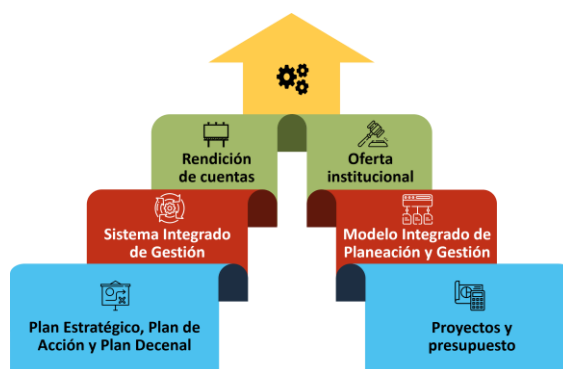 Rendición
de cuentas
Oferta
institucional
Sistema Integrado
de Gestión
Modelo Integrado de
Planeación y Gestión
Plan Estratégico, Plan de
Acción y Plan Decenal
Proyectos y
presupuesto